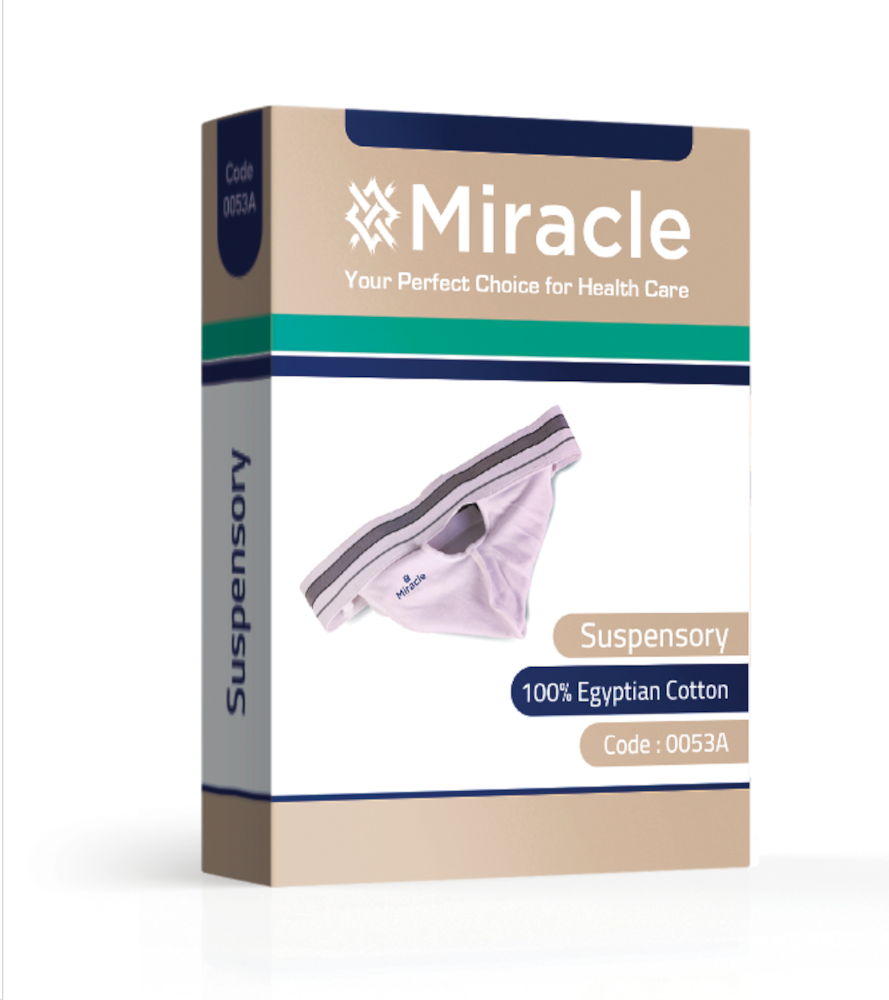 Code
0053A
Suspensory
Miracle
Your Perfect Choice for Health Care
Miracle
Suspensory
100% Egyptian Cotton
Code : 0053A